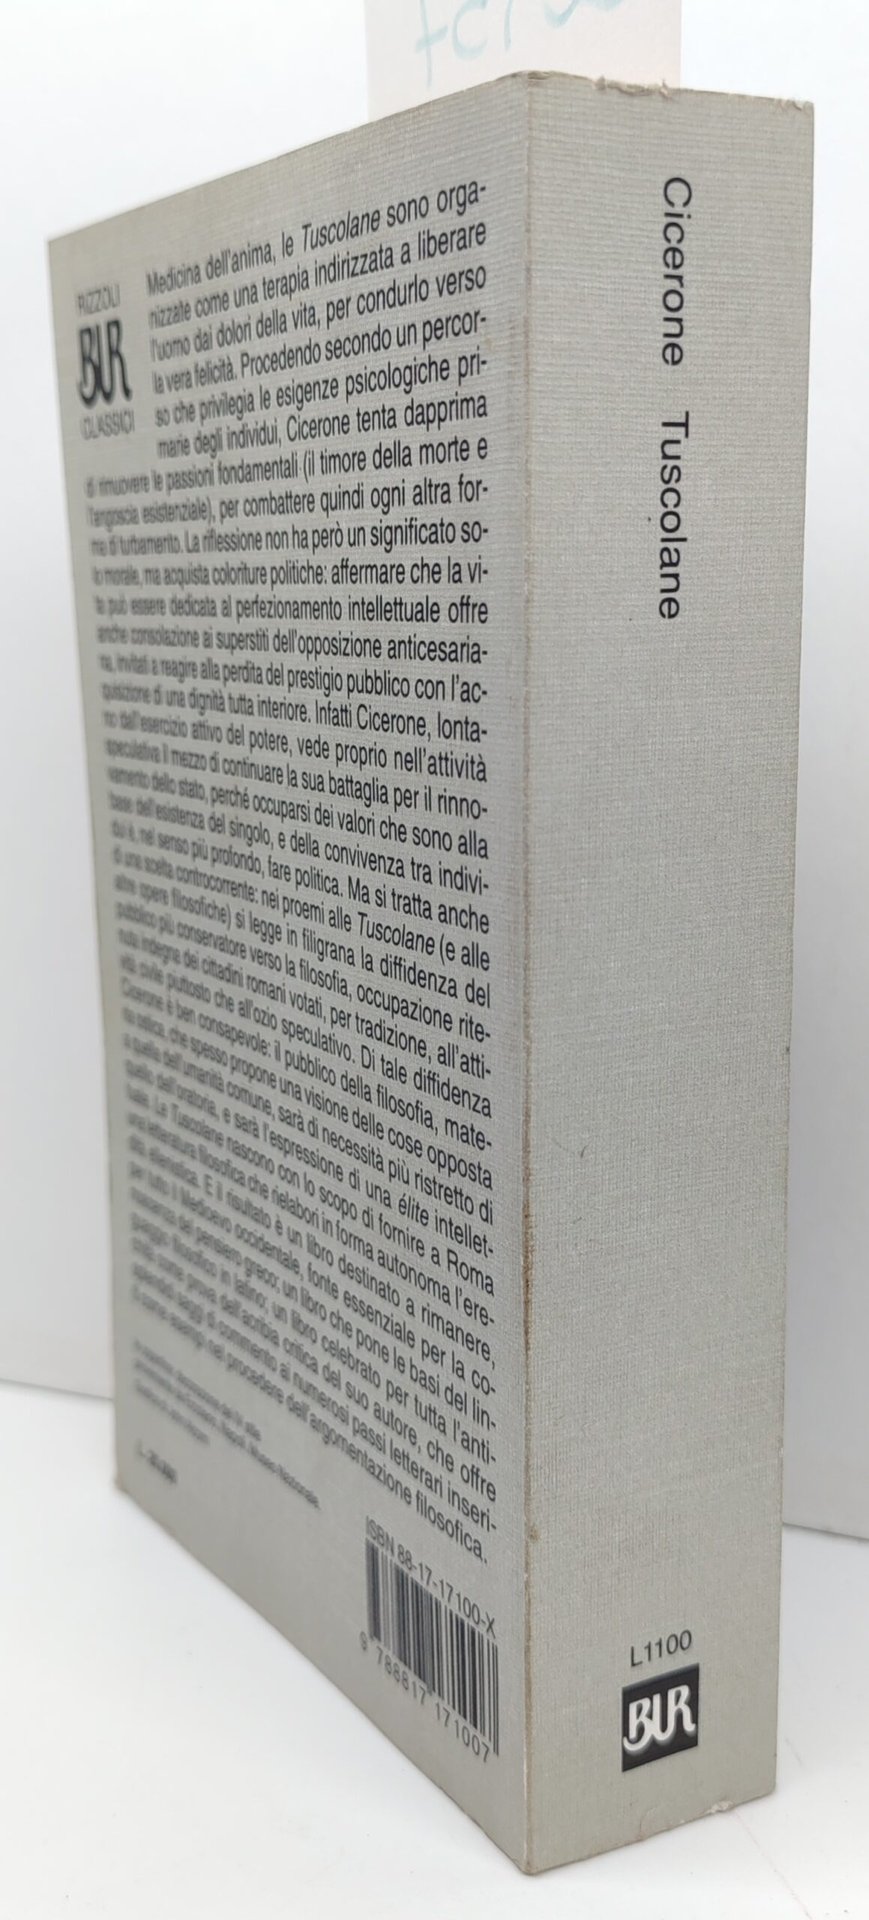 Medicina dell'anima, le Tuscolane sono orga-
nizzate come una terapia indirizzata a liberare
l'uomo dai dolori della vita, per condurlo verso
la vera felicità. Procedendo secondo un percor-
so che privilegia le esigenze psicologiche pri-
marie degli individui, Cicerone tenta dapprima
di rimuovere le passioni fondamentali (il timore della morte e
l'angoscia esistenziale), per combattere quindi ogni altra for-
ma di turbamento. La riflessione non ha però un significato so-
lo morale, ma acquista coloriture politiche: affermare che la vi-
ta può essere dedicata al perfezionamento intellettuale offre
anche consolazione ai superstiti dell'opposizione anticesaria-
na, invitati a reagire alla perdita del prestigio pubblico con l'ac-
quisizione di una dignità tutta interiore. Infatti Cicerone, lonta-
no dall'esercizio attivo del potere, vede proprio nell'attività
speculativa il mezzo di continuare la sua battaglia per il rinno-
vamento dello stato, perché occuparsi dei valori che sono alla
base dell'esistenza del singolo, e della convivenza tra indivi-
dui è, nel senso più profondo, fare politica. Ma si tratta anche
di una scelta controcorrente: nei proemi alle Tuscolane (e alle
altre opere filosofiche) si legge in filigrana la diffidenza del
pubblico più conservatore verso la filosofia, occupazione rite-
nuta indegna dei cittadini romani votati, per tradizione, all'atti-
vità civile piuttosto che all'ozio speculativo. Di tale diffidenza
Cicerone è ben consapevole: il pubblico della filosofia, mate-
ria ostica, che spesso propone una visione delle cose opposta
a quella dell'umanità comune, sarà di necessità più ristretto di
quello dell'oratoria, e sarà l'espressione di una élite intellet-
tuale. Le Tuscolane nascono con lo scopo di fornire a Roma
una letteratura filosofica che rielabori in forma autonoma l'ere-
dità ellenistica. E il risultato è un libro destinato a rimanere,
per tutto il Medioevo occidentale, fonte essenziale per la co-
noscenza del pensiero greco; un libro che pone le basi del lin-
guaggio filosofico in latino; un libro celebrato per tutta l'anti-
chità come prova dell'acribia critica del suo autore, che offre
splendidi saggi di commento ai numerosi passi letterari inseri-
ti come esempi nel procedere dell'argomentazione filosofica.
RIZZOLI
BUR
CLASSICI
Napoli, Museo Nazionale.
ISBN 88-17-17100-X
9 788817 171007
Cicerone Tuscolane
L1100
BUR